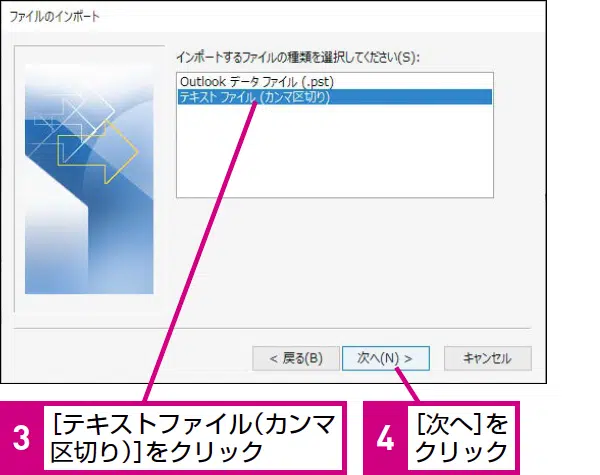 ファイルのインポート
インポートするファイルの種類を選択してください(S):
Outlook データ ファイル (.pst)
テキスト ファイル (カンマ区切り)
< 戻る(B)
次へ(N) >
キャンセル
3
[テキストファイル(カンマ
区切り)]をクリック
4
[次へ]を
クリック